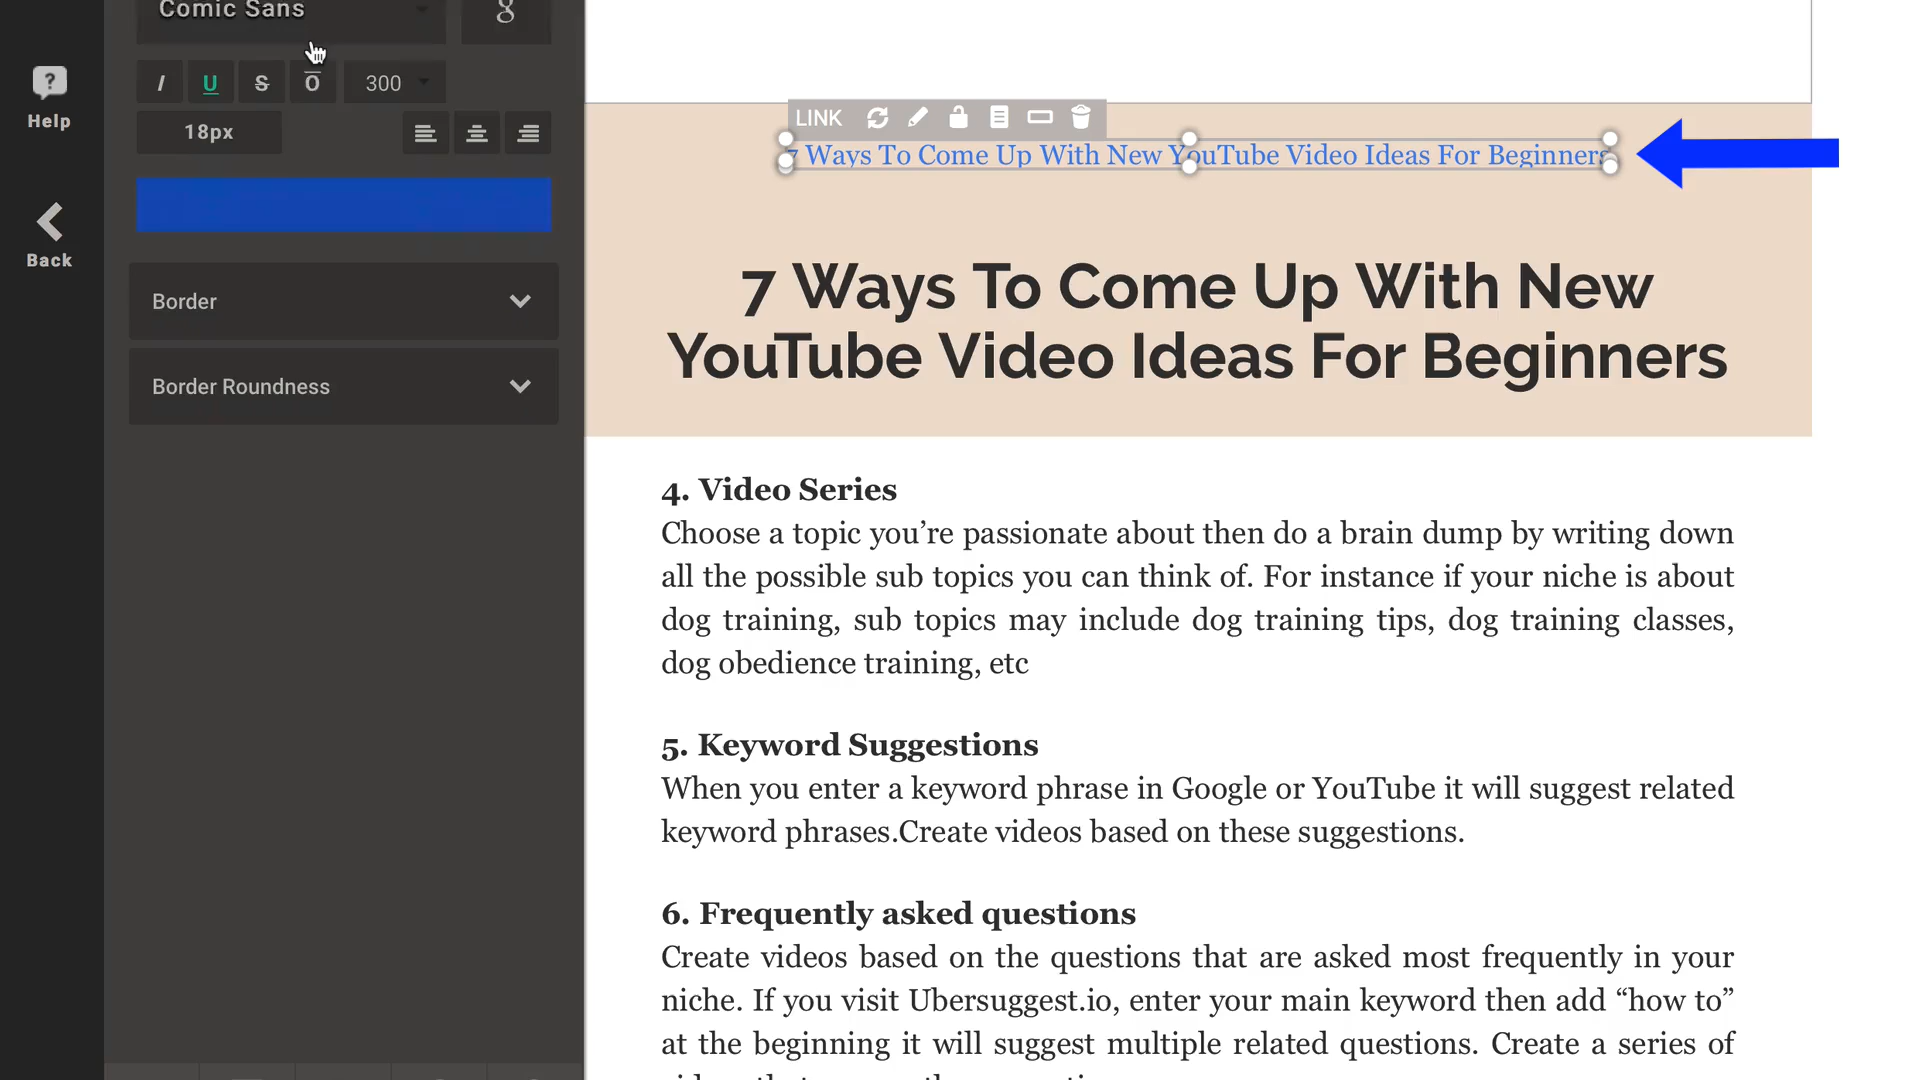 Comic Sans
g
I
U
S
O
300
18px
Help
Back
Border
Border Roundness
LINK
7 Ways To Come Up With New YouTube Video Ideas For Beginners
7 Ways To Come Up With New
YouTube Video Ideas For Beginners
4. Video Series
Choose a topic you’re passionate about then do a brain dump by writing down
all the possible sub topics you can think of. For instance if your niche is about
dog training, sub topics may include dog training tips, dog training classes,
dog obedience training, etc
5. Keyword Suggestions
When you enter a keyword phrase in Google or YouTube it will suggest related
keyword phrases.Create videos based on these suggestions.
6. Frequently asked questions
Create videos based on the questions that are asked most frequently in your
niche. If you visit Ubersuggest.io, enter your main keyword then add “how to”
at the beginning it will suggest multiple related questions. Create a series of